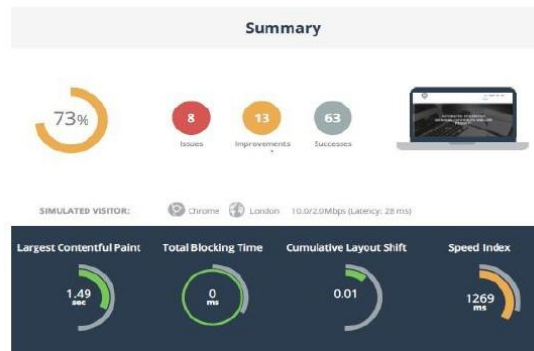 Summary
73%
8
Issues
13
Improvements
63
Successes
SIMULATED VISITOR: Chrome London 10.0/2.0Mbps (Latency: 28 ms)
Largest Contentful Paint
1.49
sec
Total Blocking Time
0
ms
Cumulative Layout Shift
0.01
Speed Index
1269
ms